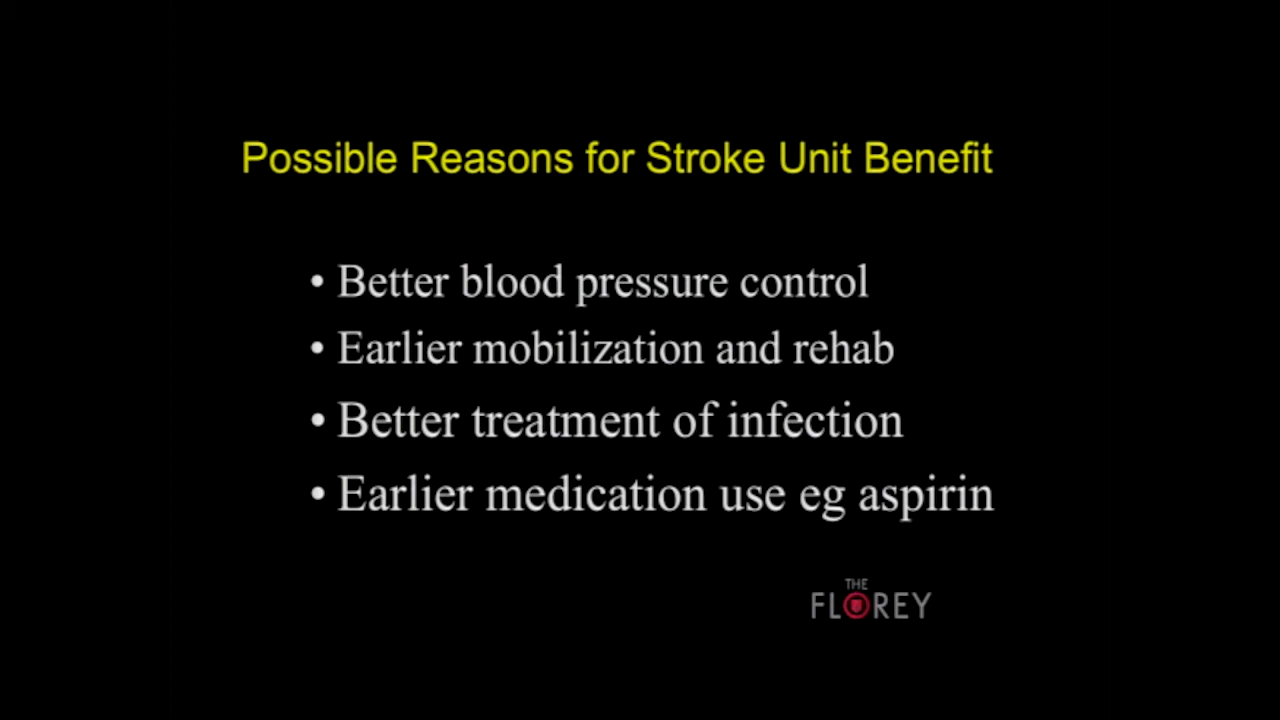 Possible Reasons for Stroke Unit Benefit
• Better blood pressure control
• Earlier mobilization and rehab
• Better treatment of infection
• Earlier medication use eg aspirin
THE
FLOREY